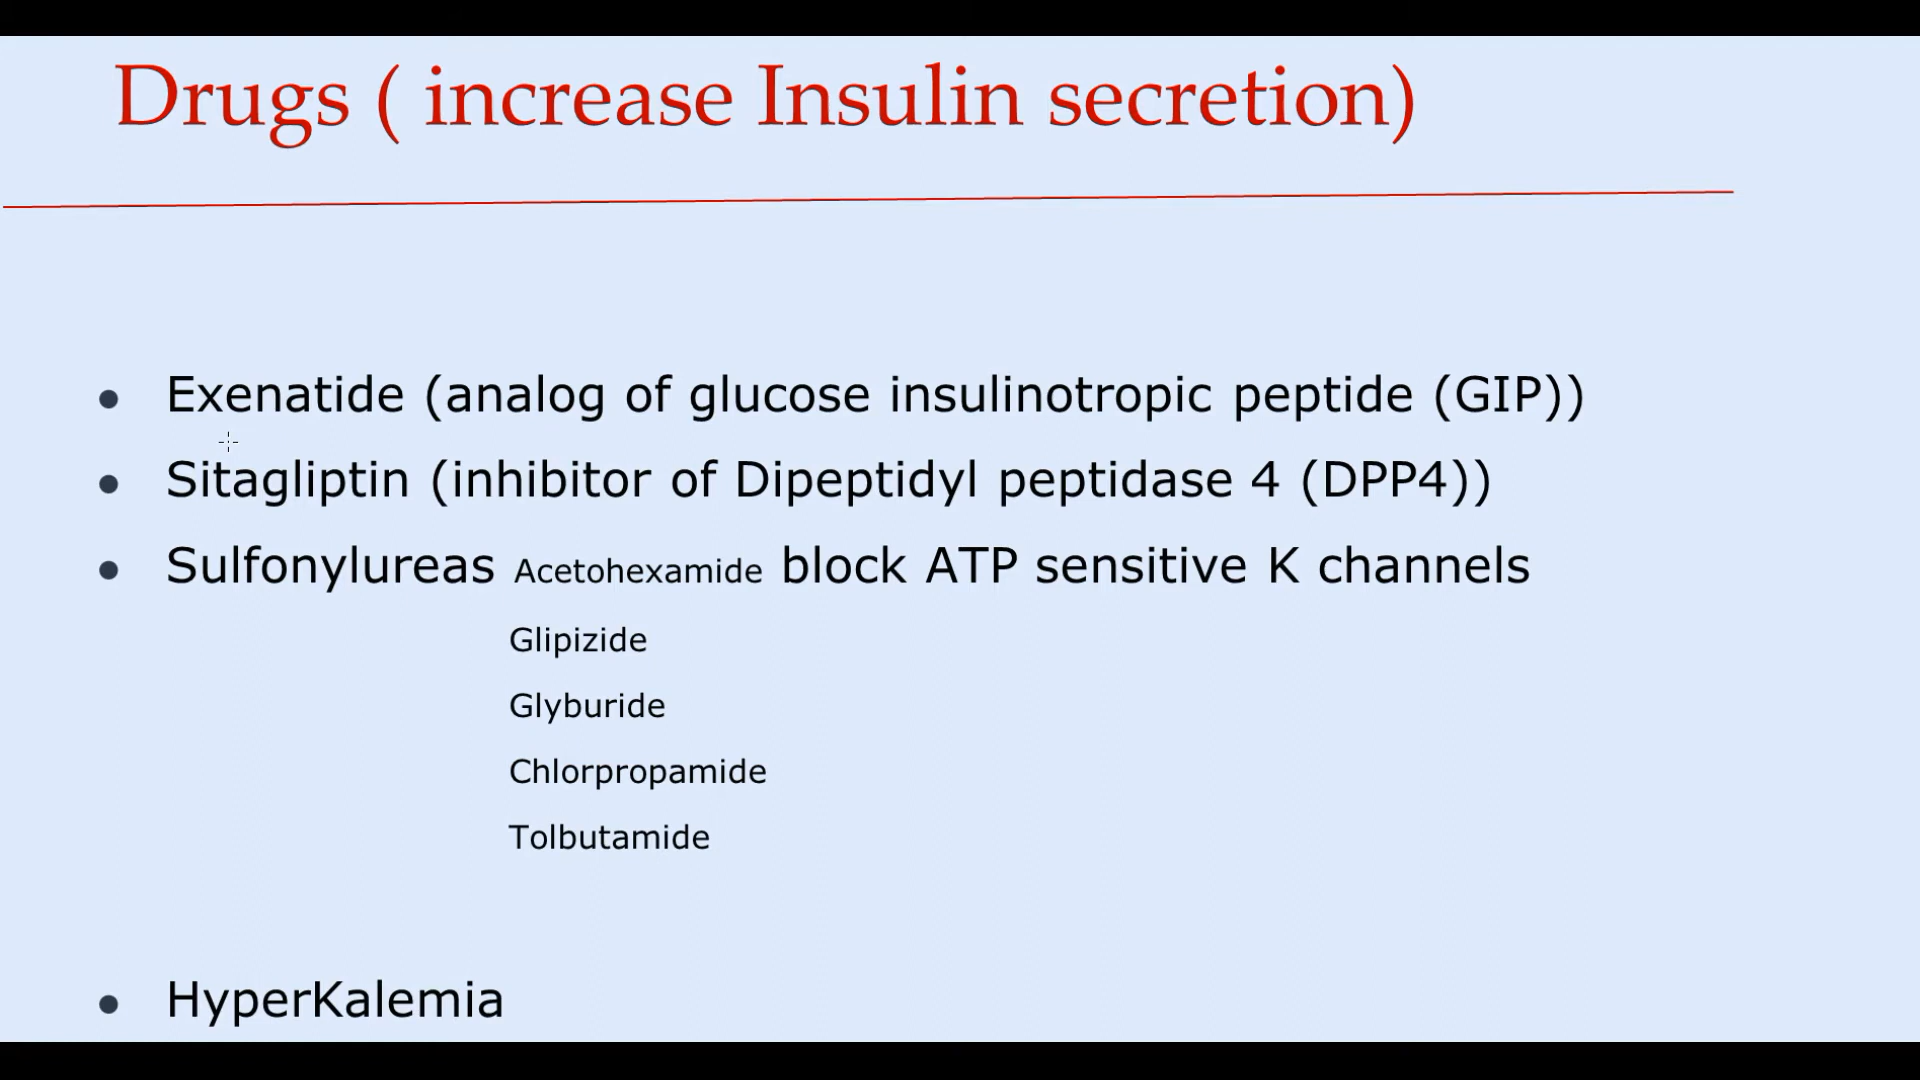 Drugs ( increase Insulin secretion)
● Exenatide (analog of glucose insulinotropic peptide (GIP))
● Sitagliptin (inhibitor of Dipeptidyl peptidase 4 (DPP4))
● Sulfonylureas Acetohexamide block ATP sensitive K channels
Glipizide
Glyburide
Chlorpropamide
Tolbutamide
● HyperKalemia